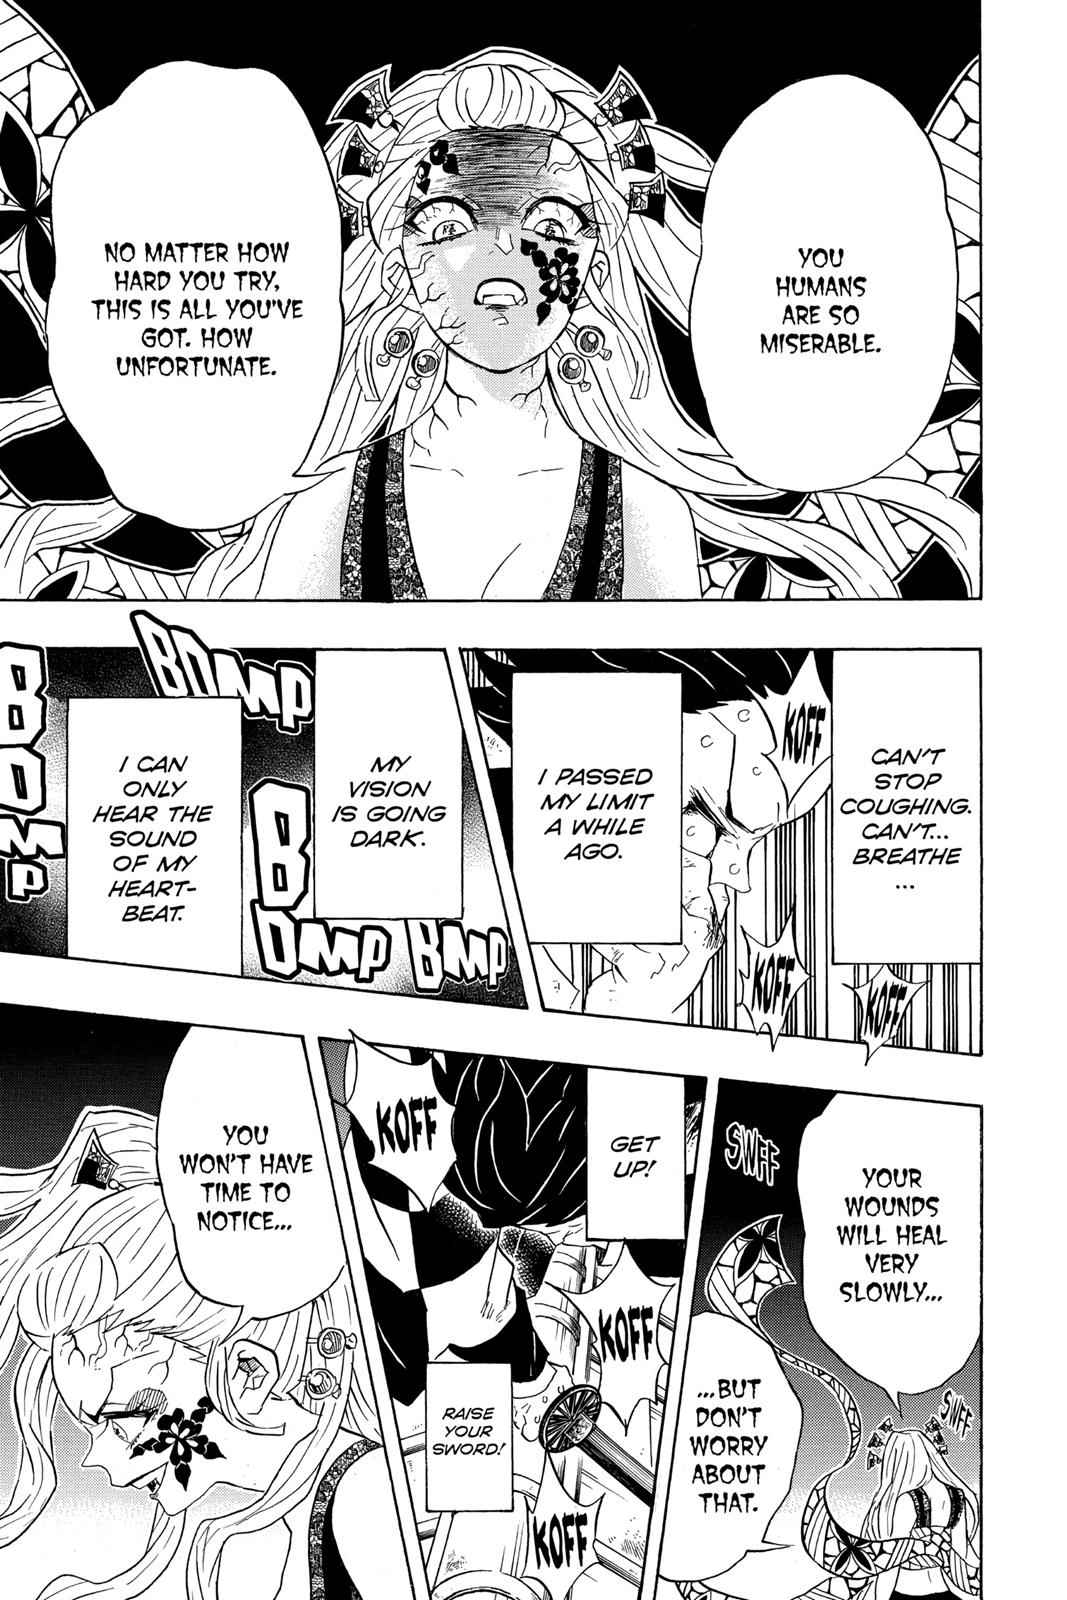 YOU
HUMANS
ARE SO
MISERABLE.
NO MATTER HOW
HARD YOU TRY,
THIS IS ALL YOU'VE
GOT. HOW
UNFORTUNATE.
KOFF
CAN'T
STOP
COUGHING.
CAN'T...
BREATHE
...
KOFF
KOFF
I PASSED
MY LIMIT
A WHILE
AGO.
BDMP
MY
VISION
IS GOING
DARK.
B
DMP
BMP
I CAN
ONLY
HEAR THE
SOUND
OF MY
HEART-
BEAT.
BOMP
SWFF
YOUR
WOUNDS
WILL HEAL
VERY
SLOWLY...
SWFF
...BUT
DON'T
WORRY
ABOUT
THAT.
GET
UP!
KOFF
KOFF
RAISE
YOUR
SWORD!
KOFF
YOU
WON'T HAVE
TIME TO
NOTICE...